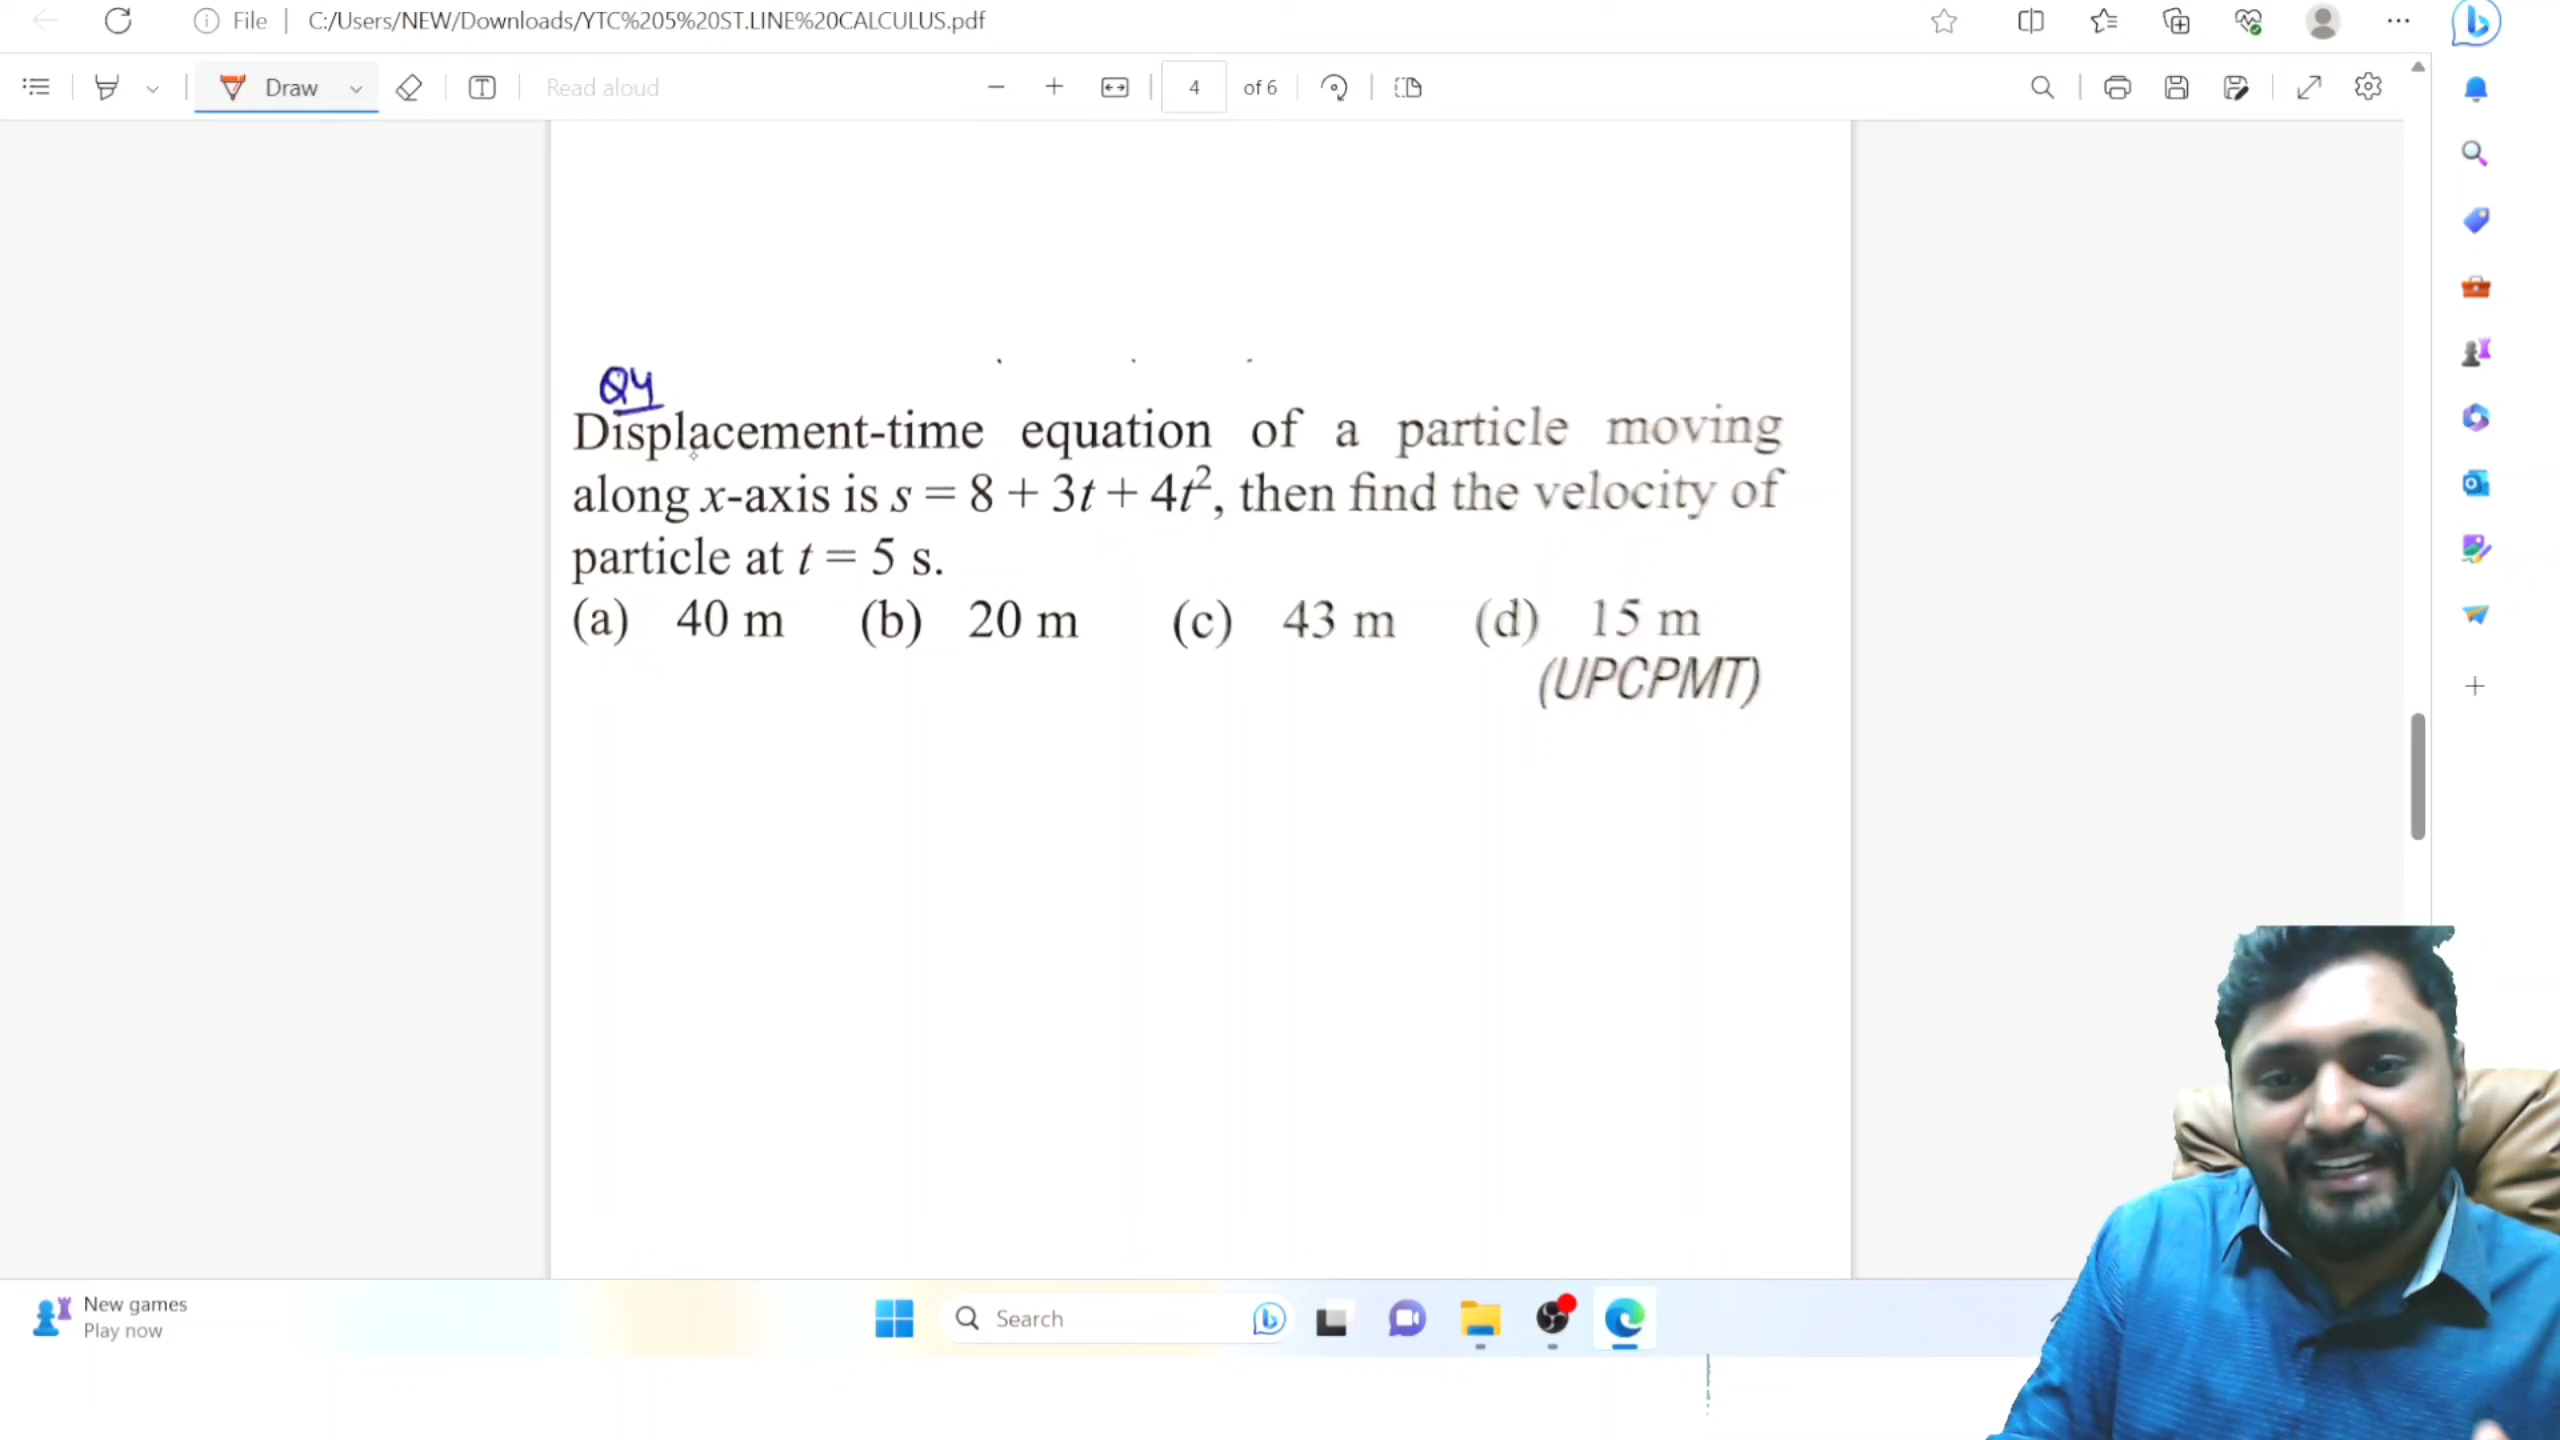 File | C:/Users/NEW/Downloads/YTC%205%20ST.LINE%20CALCULUS.pdf
Draw
Read aloud
4 of 6
Q4
Displacement-time equation of a particle moving
along x-axis is s = 8 + 3t + 4t², then find the velocity of
particle at t = 5 s.
(a) 40 m (b) 20 m (c) 43 m (d) 15 m
(UPCPMT)
New games
Play now
Search